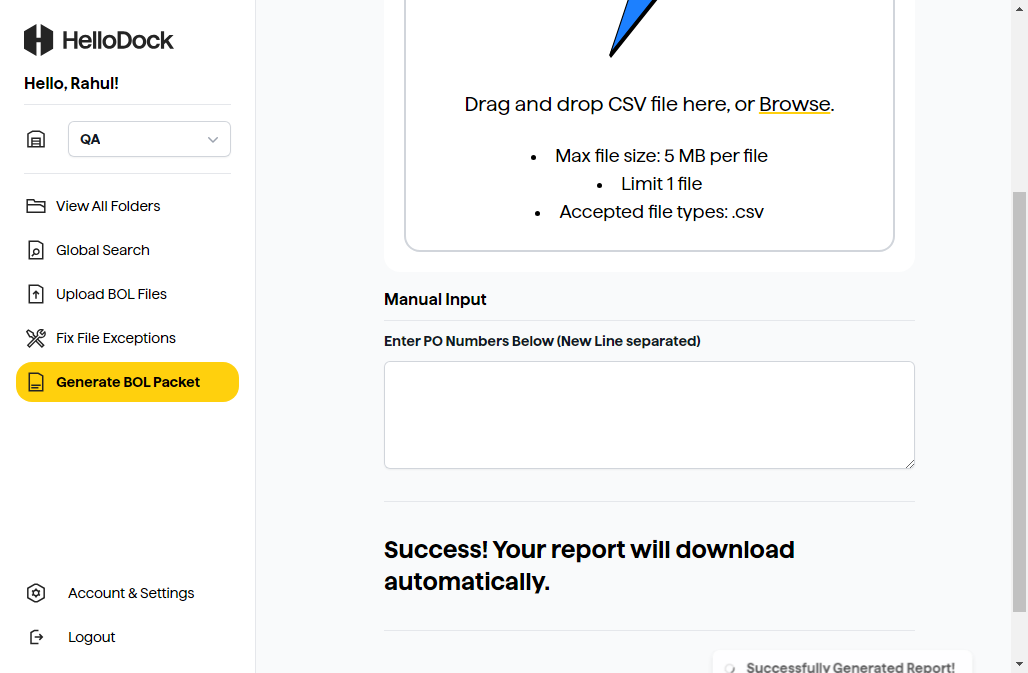 HelloDock
Hello, Rahul!
QA
View All Folders
Global Search
Upload BOL Files
Fix File Exceptions
Generate BOL Packet
Account & Settings
Logout
Drag and drop CSV file here, or Browse.
• Max file size: 5 MB per file
• Limit 1 file
• Accepted file types: .csv
Manual Input
Enter PO Numbers Below (New Line separated)
Success! Your report will download
automatically.
Successfully Generated Report!